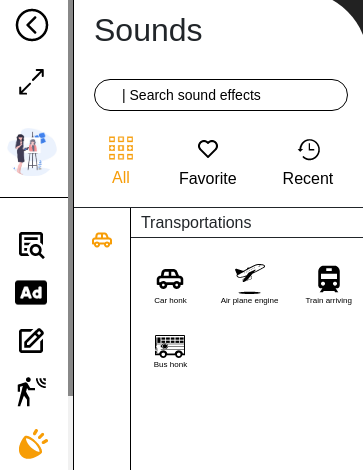 Sounds
| Search sound effects
All
Favorite
Recent
Transportations
Ad
Car honk
Air plane engine
Train arriving
Bus honk